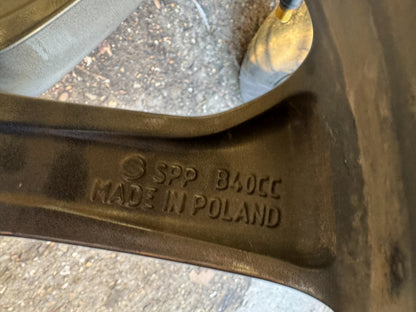 SPP B40CC
MADE IN POLAND